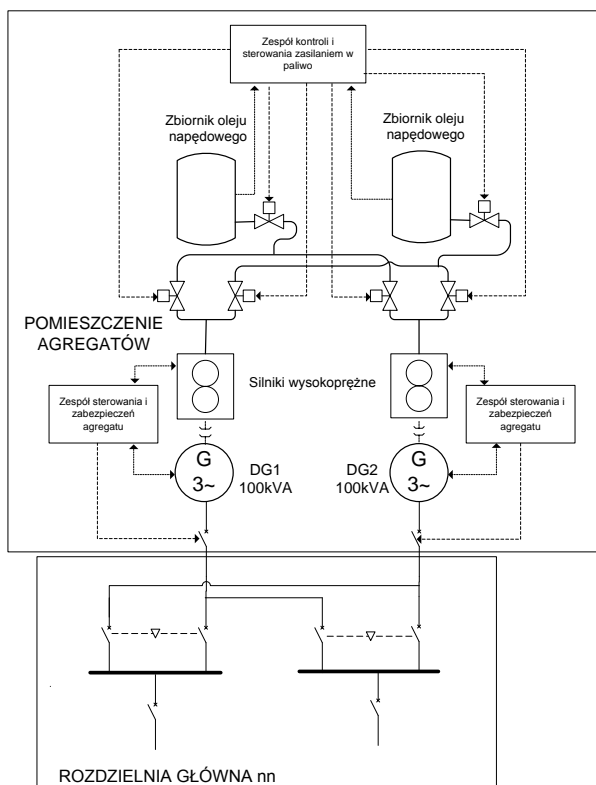 Zespół kontroli i
sterowania zasilaniem w
paliwo
Zbiornik oleju
napędowego
Zbiornik oleju
napędowego
POMIESZCZENIE
AGREGATÓW
Silniki wysokoprężne
Zespół sterowania i
zabezpieczeń
agregatu
Zespół sterowania i
zabezpieczeń
agregatu
G
3~
DG1
100kVA
DG2
100kVA
G
3~
ROZDZIELNIA GŁÓWNA nn